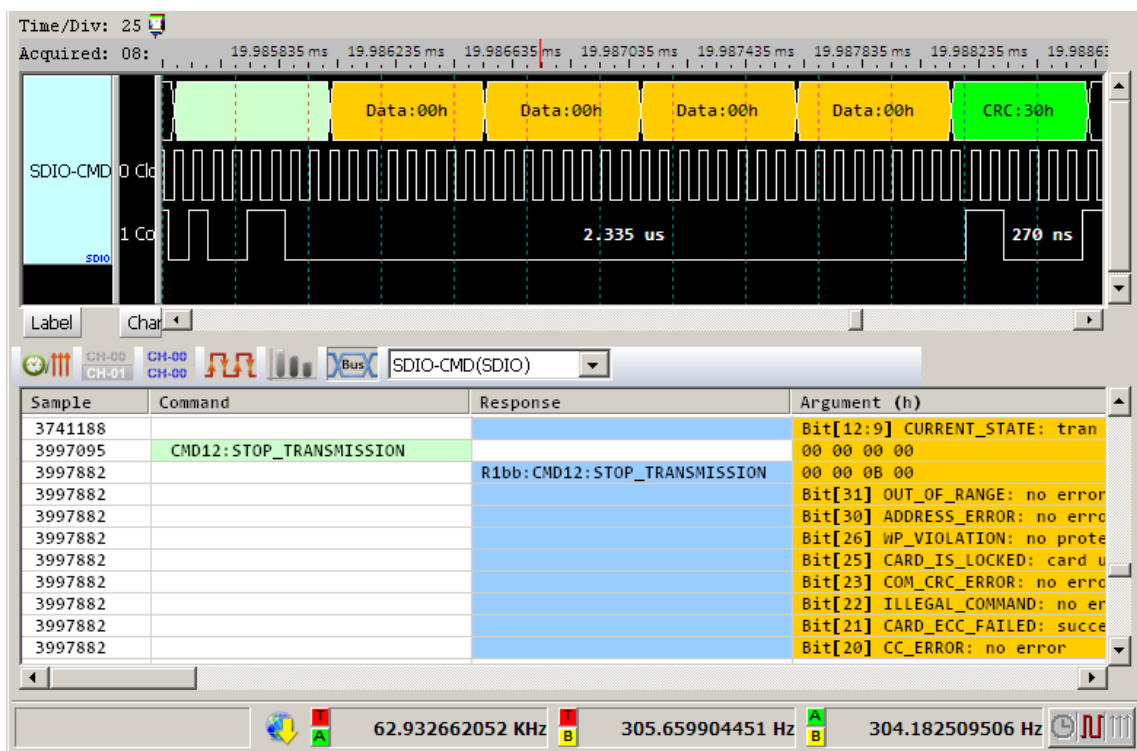 Time/Div: 25
Acquired: 08: 19.985835 ms 19.986235 ms 19.986635 ms 19.987035 ms 19.987435 ms 19.987835 ms 19.988235 ms 19.98863
Data:00h Data:00h Data:00h Data:00h CRC:30h
SDIO-CMD 0 Clo
1 Co 2.335 us 270 ns
SDIO
Label Char
CH-00 CH-00 Bus SDIO-CMD(SDIO)
CH-01 CH-00
Sample Command Response Argument (h)
3741188 Bit[12:9] CURRENT_STATE: tran
3997095 CMD12:STOP_TRANSMISSION 00 00 00 00
3997882 R1bb:CMD12:STOP_TRANSMISSION 00 00 0B 00
3997882 Bit[31] OUT_OF_RANGE: no error
3997882 Bit[30] ADDRESS_ERROR: no erro
3997882 Bit[26] WP_VIOLATION: no prote
3997882 Bit[25] CARD_IS_LOCKED: card u
3997882 Bit[23] COM_CRC_ERROR: no erro
3997882 Bit[22] ILLEGAL_COMMAND: no er
3997882 Bit[21] CARD_ECC_FAILED: succe
3997882 Bit[20] CC_ERROR: no error
T A 62.932662052 KHz T B 305.659904451 Hz A B 304.182509506 Hz